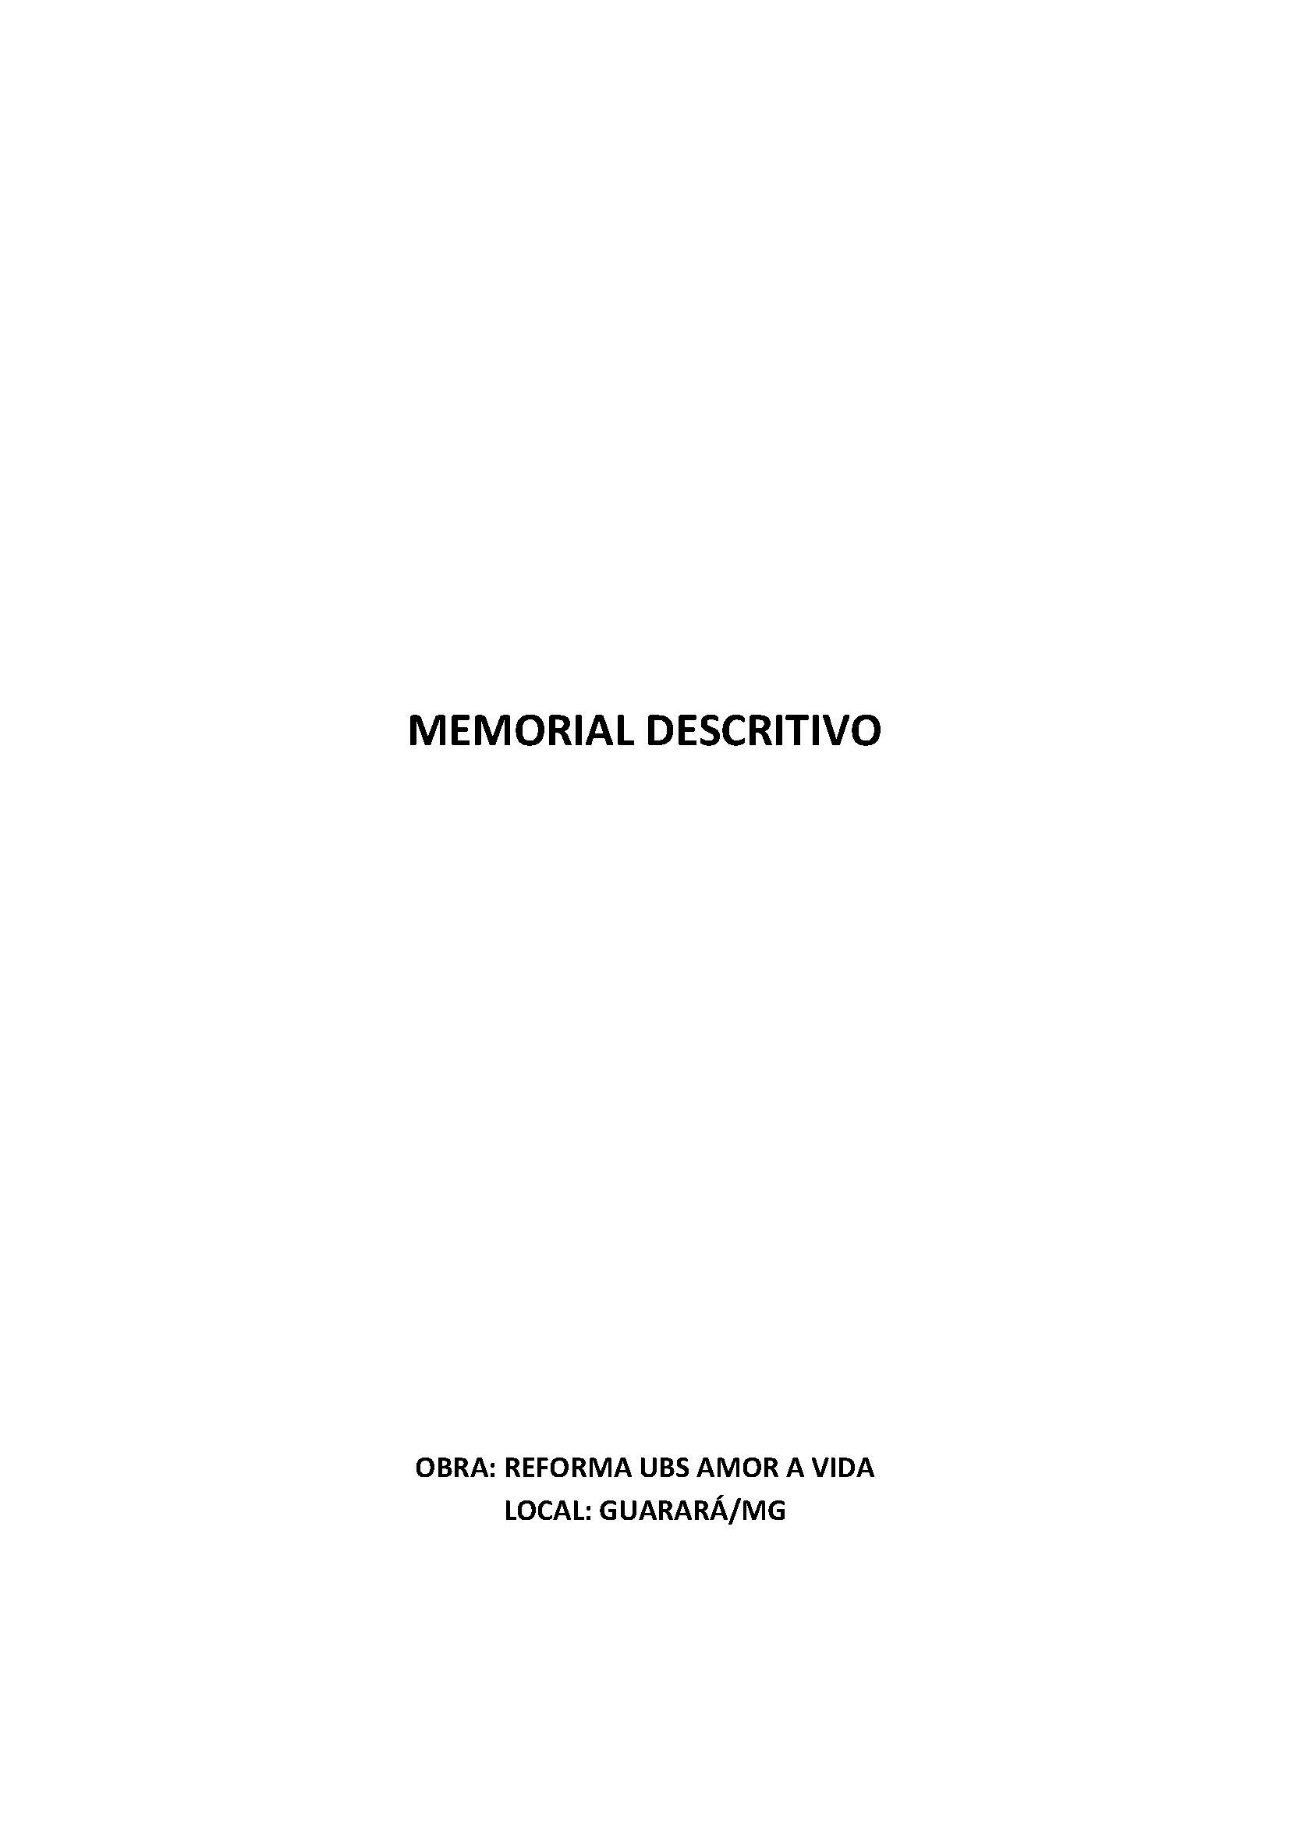 MEMORIAL DESCRITIVO
OBRA: REFORMA UBS AMOR A VIDA
LOCAL: GUARARÁ/MG